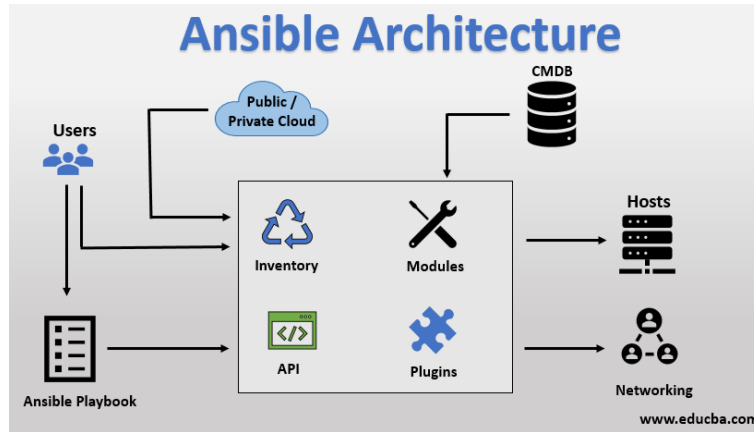 Ansible Architecture
CMDB
Public /
Private Cloud
Users
Hosts
Inventory
Modules
</>
API
Plugins
Ansible Playbook
Networking
www.educba.com